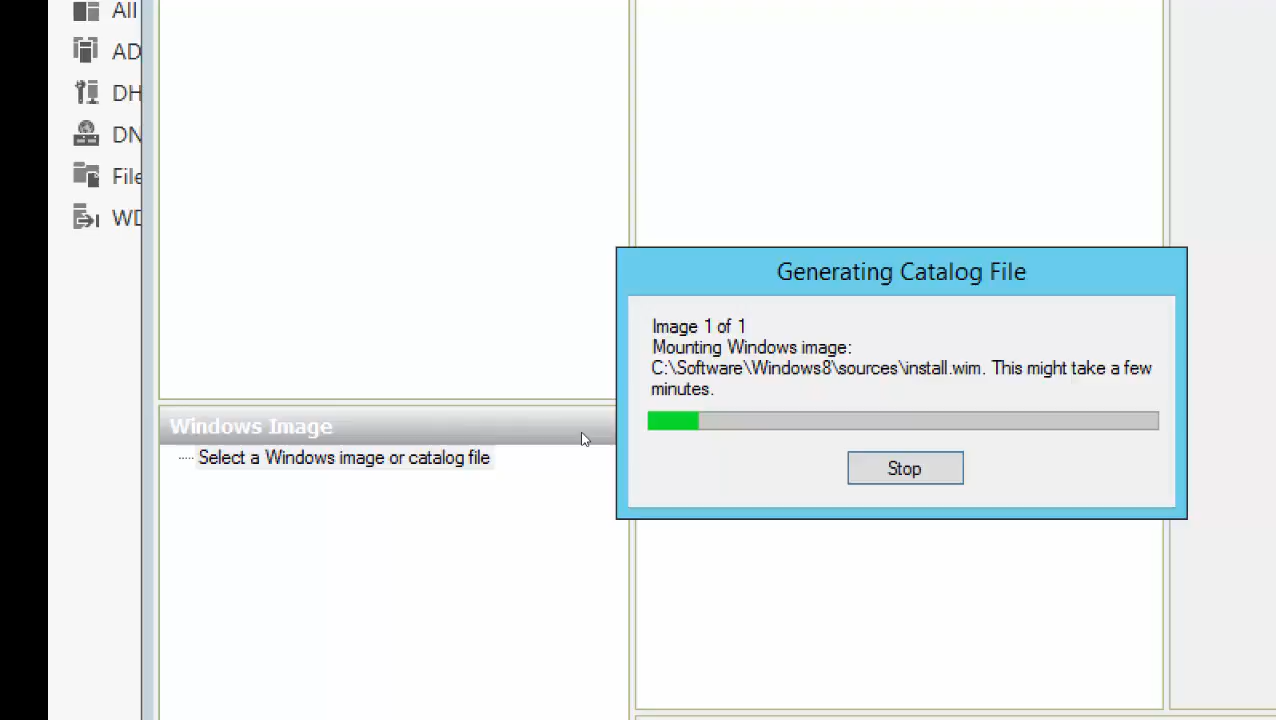 All
AD
DH
DN
File
WD
Generating Catalog File
Image 1 of 1
Mounting Windows image:
C:\Software\Windows8\sources\install.wim. This might take a few
minutes.
Stop
Windows Image
Select a Windows image or catalog file